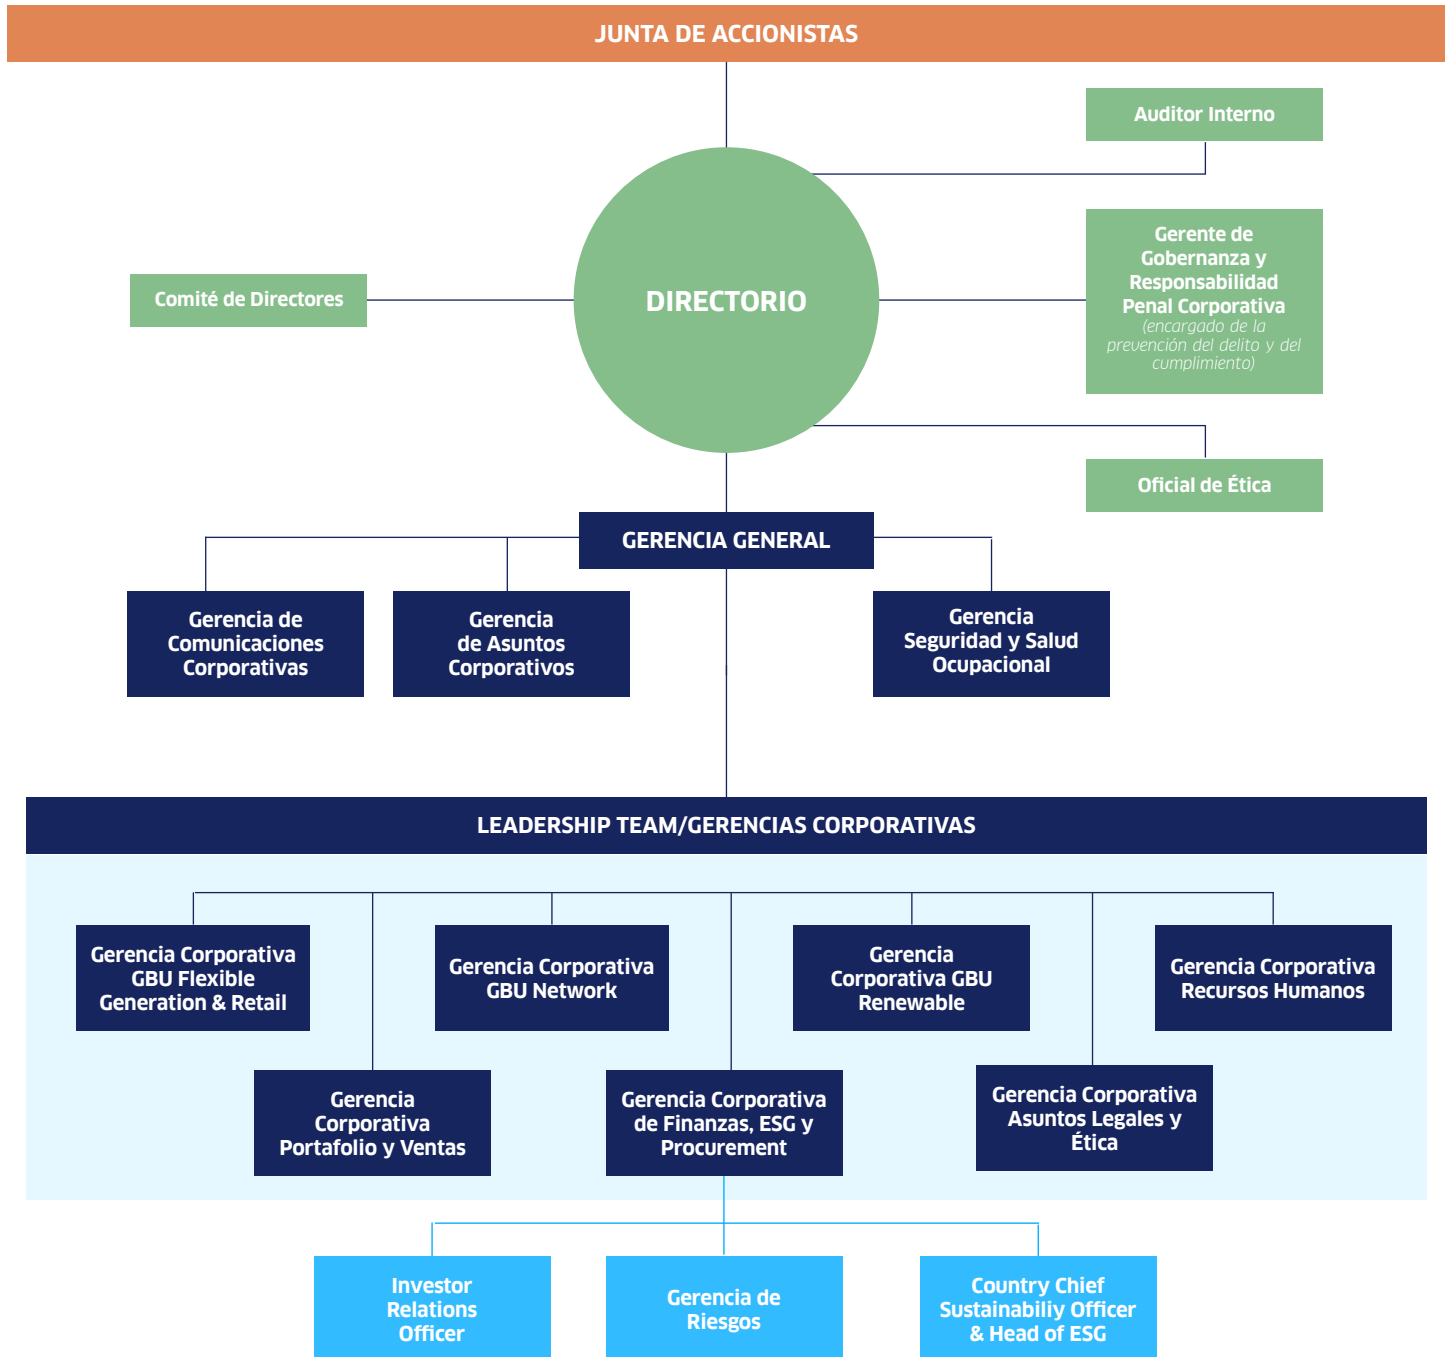 JUNTA DE ACCIONISTAS
Auditor Interno
Gerente de
Gobernanza y
Responsabilidad
Penal Corporativa
(encargado de la
prevención del delito y del
cumplimiento)
Comité de Directores
DIRECTORIO
Oficial de Ética
GERENCIA GENERAL
Gerencia de
Comunicaciones
Corporativas
Gerencia
de Asuntos
Corporativos
Gerencia
Seguridad y Salud
Ocupacional
LEADERSHIP TEAM/GERENCIAS CORPORATIVAS
Gerencia Corporativa
GBU Flexible
Generation & Retail
Gerencia Corporativa
GBU Network
Gerencia
Corporativa GBU
Renewable
Gerencia Corporativa
Recursos Humanos
Gerencia
Corporativa
Portafolio y Ventas
Gerencia Corporativa
de Finanzas, ESG y
Procurement
Gerencia Corporativa
Asuntos Legales y
Ética
Investor
Relations
Officer
Gerencia de
Riesgos
Country Chief
Sustainabiliy Officer
& Head of ESG